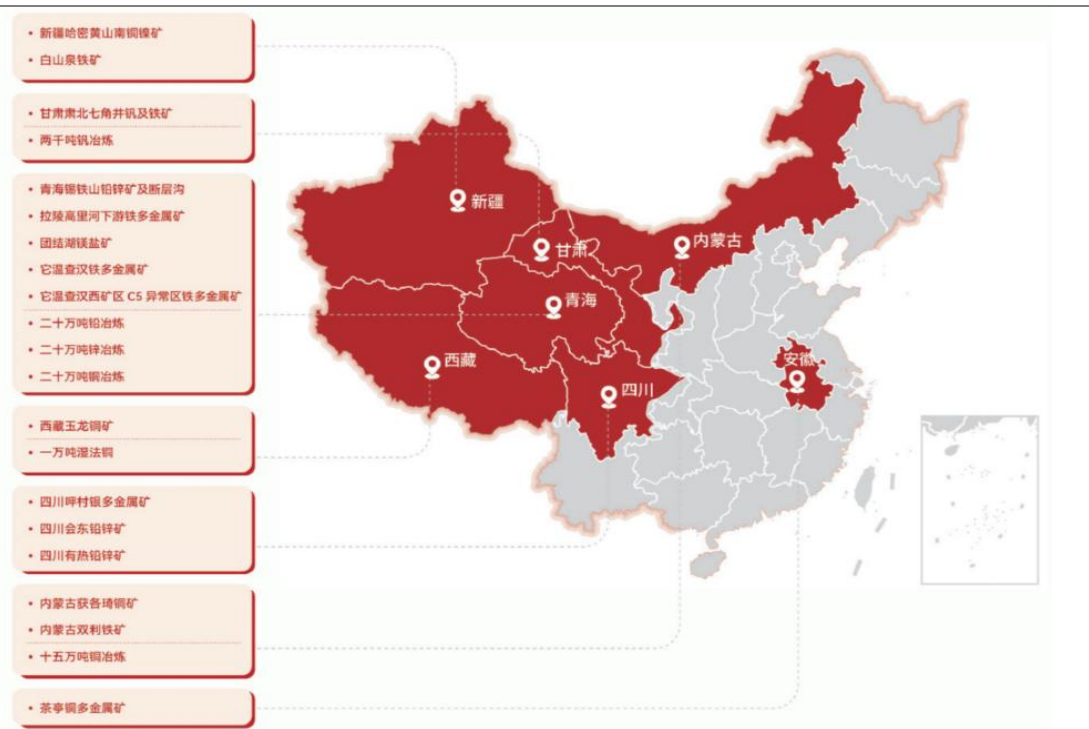 新疆哈密黄山南铜镍矿
白山泉铁矿
甘肃肃北七角井钒及铁矿
两千吨钒冶炼
青海锡铁山铅锌矿及断层沟
拉陵高里河下游铁多金属矿
团结湖镁盐矿
它温查汉铁多金属矿
它温查汉西矿区 C5 异常区铁多金属矿
二十万吨铅冶炼
二十万吨锌冶炼
二十万吨铜冶炼
西藏玉龙铜矿
一万吨湿法铜
四川呷村银多金属矿
四川会东铅锌矿
四川有热铅锌矿
内蒙古获各琦铜矿
内蒙古双利铁矿
十五万吨铜冶炼
茶亭铜多金属矿
新疆
甘肃
内蒙古
青海
西藏
四川
安徽